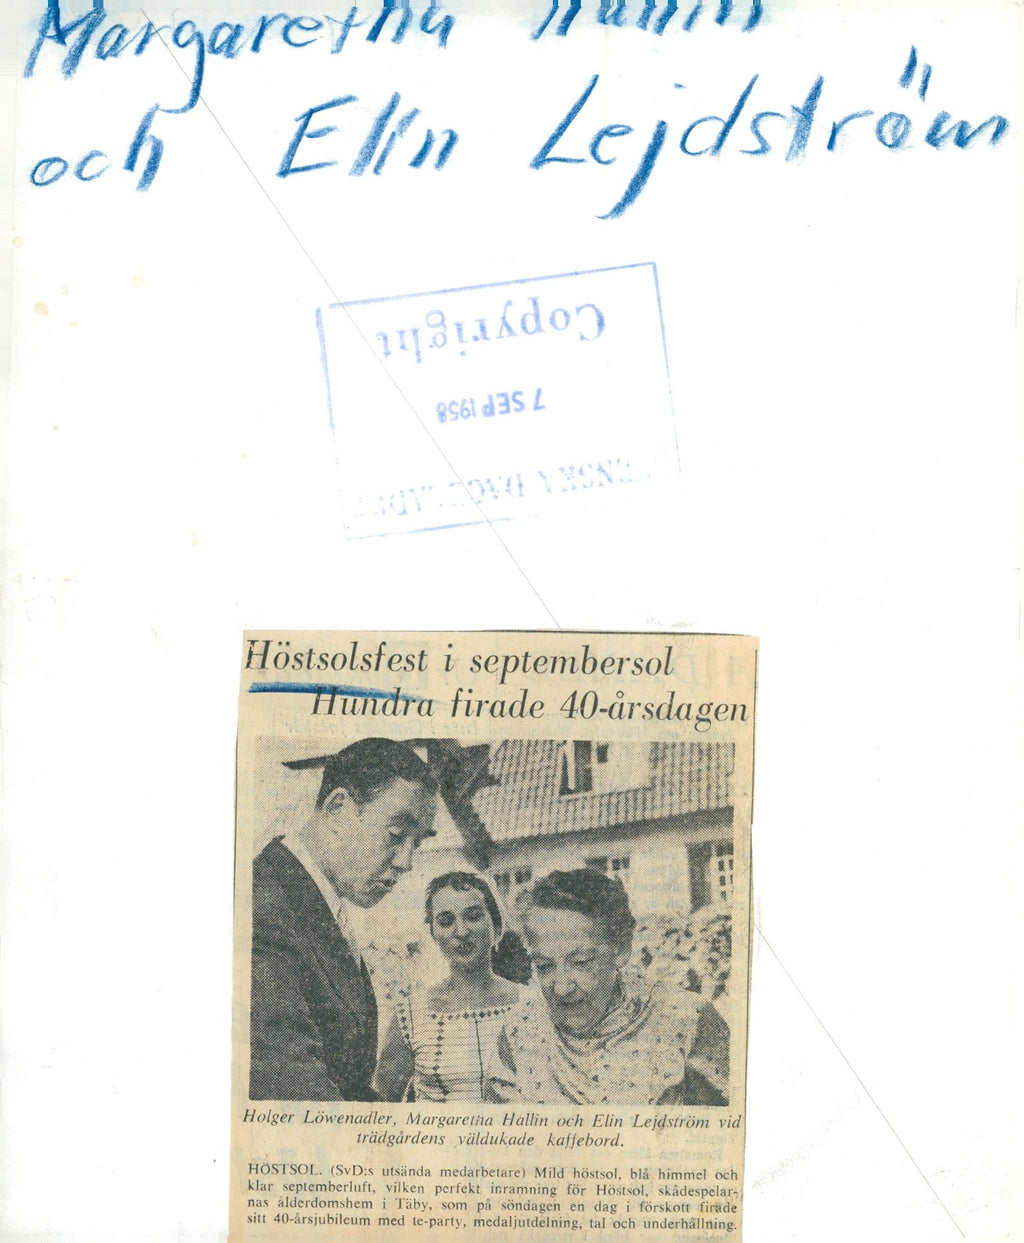 Margaretha Hallin
och Elin Lejdström
Copyright
7 SEP 1958
SVENSKA DAGBLADET
Höstsolsfest i septembersol
Hundra firade 40-årsdagen
Holger Löwenadler, Margaretha Hallin och Elin Lejdström vid
trädgårdens väldukade kaffebord.
HÖSTSOL. (SvD:s utsända medarbetare) Mild höstsol, blå himmel och
klar septemberluft, vilken perfekt inramning för Höstsol, skådespelar-
nas ålderdomshem i Täby, som på söndagen en dag i förskott firade
sitt 40-årsjubileum med te-party, medaljutdelning, tal och underhållning.